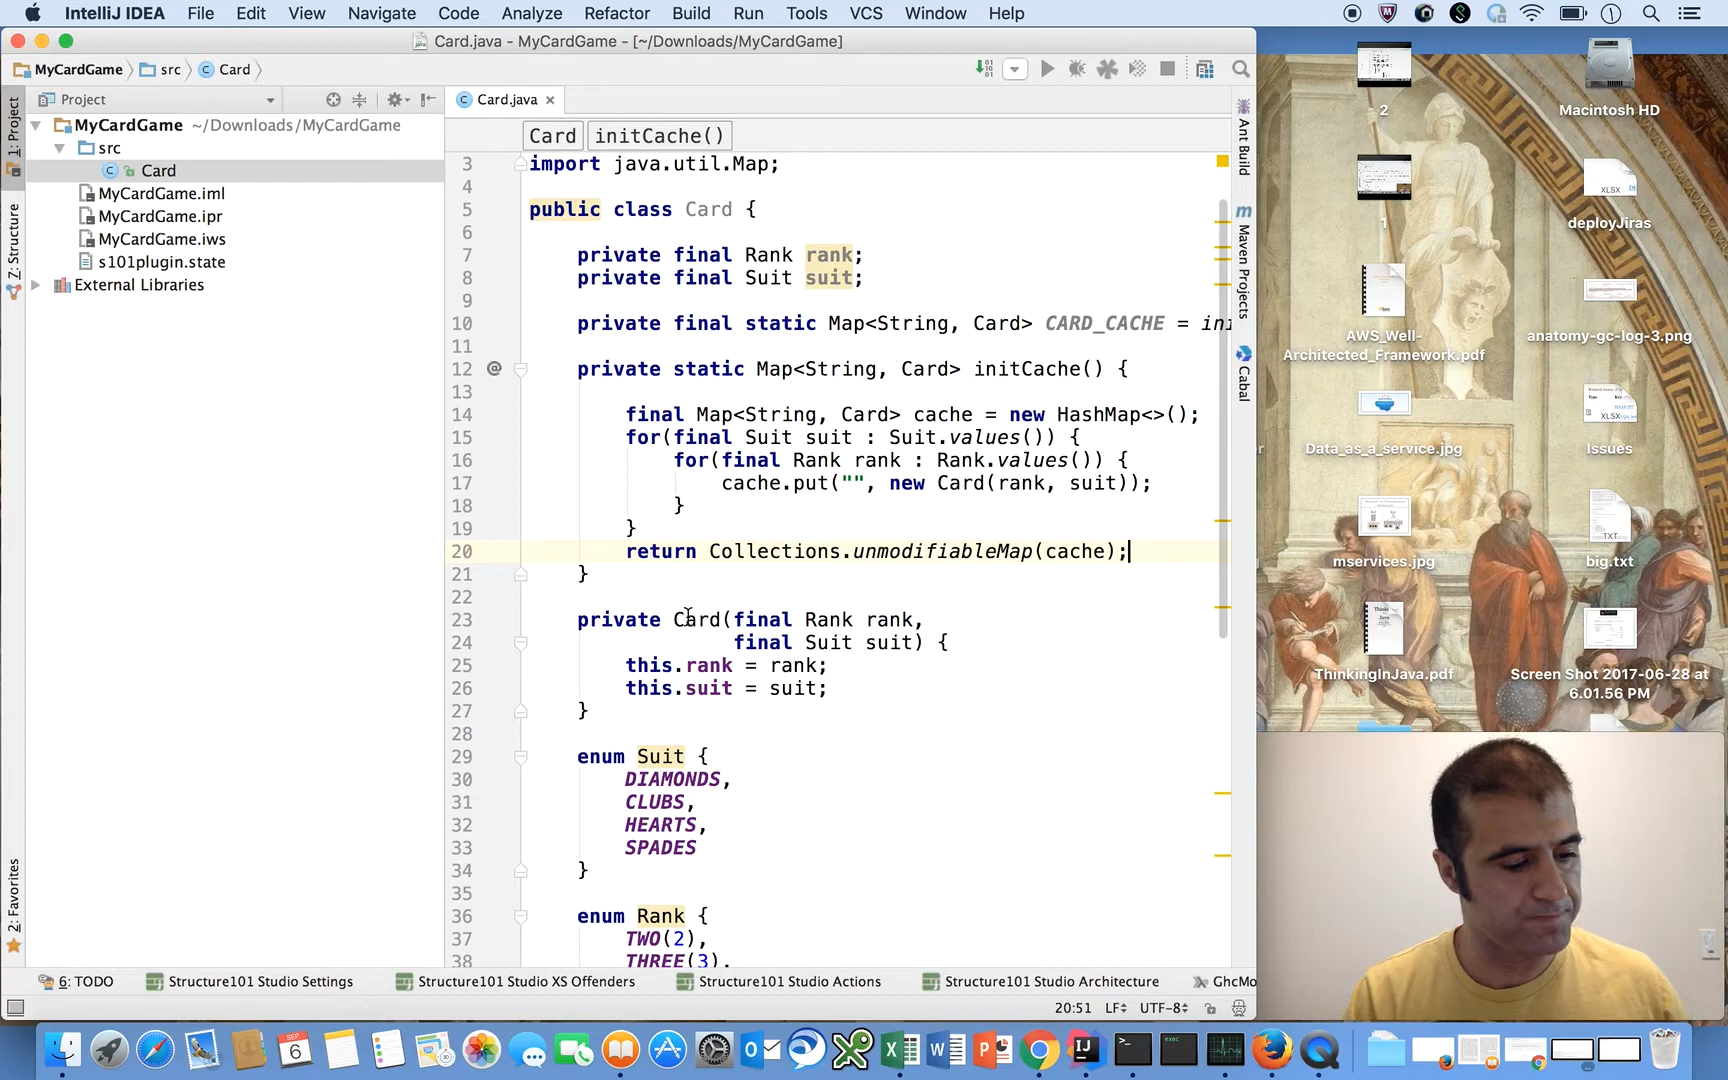 IntelliJ IDEA File Edit View Navigate Code Analyze Refactor Build Run Tools VCS Window Help
Card.java - MyCardGame - [~/Downloads/MyCardGame]
MyCardGame src Card
Project
Card.java
1: Project
7: Structure
2: Favorites
MyCardGame ~/Downloads/MyCardGame
src
Card
MyCardGame.iml
MyCardGame.ipr
MyCardGame.iws
s101plugin.state
External Libraries
Card initCache()
3 import java.util.Map;
4
5 public class Card {
6
7 private final Rank rank;
8 private final Suit suit;
9
10 private final static Map<String, Card> CARD_CACHE = ini
11
12 @ private static Map<String, Card> initCache() {
13
14 final Map<String, Card> cache = new HashMap<>();
15 for(final Suit suit : Suit.values()) {
16 for(final Rank rank : Rank.values()) {
17 cache.put("", new Card(rank, suit));
18 }
19 }
20 return Collections.unmodifiableMap(cache);
21 }
22
23 private Card(final Rank rank,
24 final Suit suit) {
25 this.rank = rank;
26 this.suit = suit;
27 }
28
29 enum Suit {
30 DIAMONDS,
31 CLUBS,
32 HEARTS,
33 SPADES
34 }
35
36 enum Rank {
37 TWO(2),
38 THREE(3),
Ant Build
Maven Projects
Cabal
6: TODO Structure101 Studio Settings Structure101 Studio XS Offenders Structure101 Studio Actions Structure101 Studio Architecture GhcMo
20:51 LF UTF-8
2
Macintosh HD
1
XLSX
deployJiras
AWS_Well-
Architected_Framework.pdf
anatomy-gc-log-3.png
Data_as_a_service.jpg
XLSX
Issues
mservices.jpg
TXT
big.txt
ThinkingInJava.pdf
Screen Shot 2017-06-28 at
6.01.56 PM
SEP
6
exec